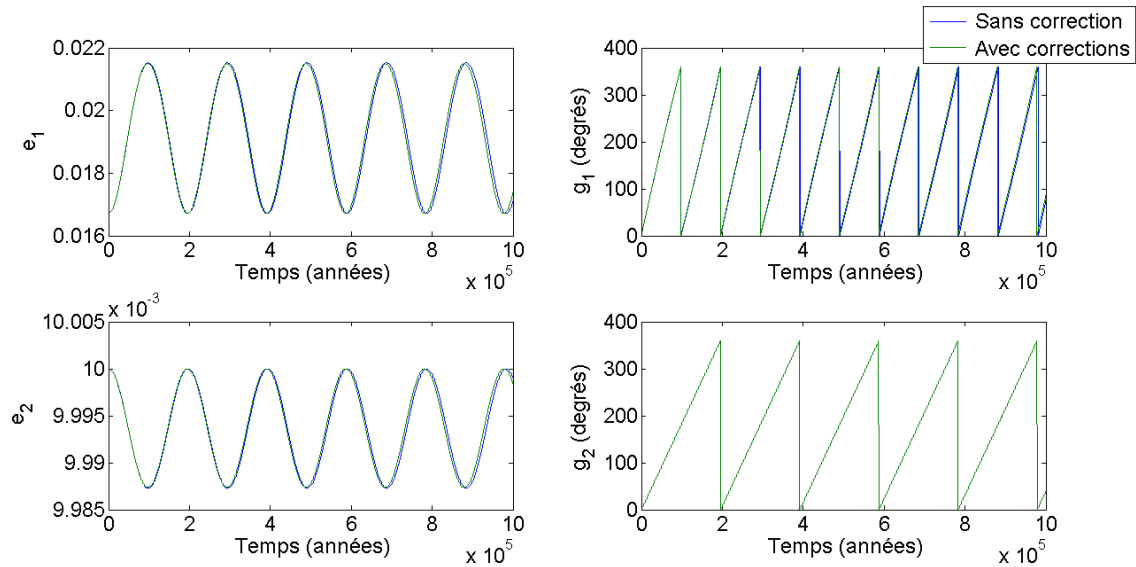 Sans correction
Avec corrections
0.022
0.02
0.018
0.016
e1
0 2 4 6 8 10
Temps (années)
x 10^5
400
300
200
100
0
g1 (degrés)
0 2 4 6 8 10
Temps (années)
x 10^5
x 10^-3
10.005
10
9.995
9.99
9.985
e2
0 2 4 6 8 10
Temps (années)
x 10^5
400
300
200
100
0
g2 (degrés)
0 2 4 6 8 10
Temps (années)
x 10^5